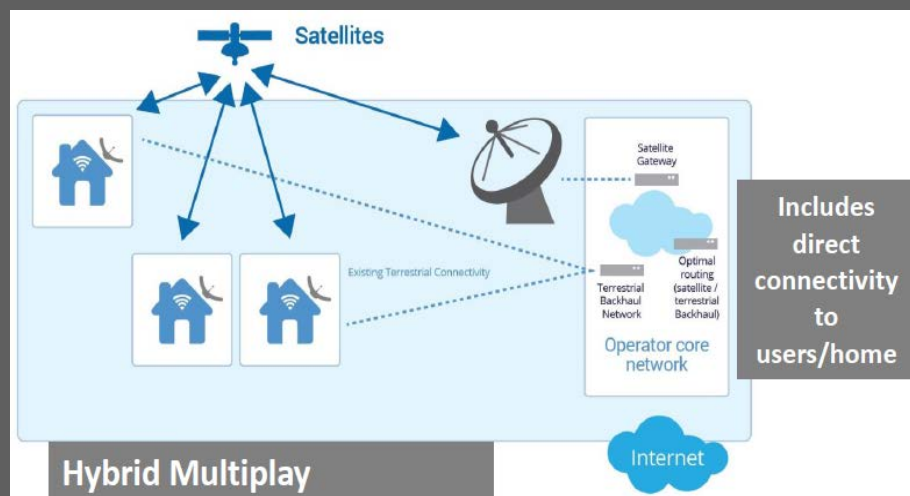 Satellites
Satellite
Gateway
Existing Terrestrial Connectivity
Terrestrial
Backhaul
Network
Optimal
routing
(satellite /
terrestrial
Backhaul)
Operator core
network
Includes
direct
connectivity
to
users/home
Internet
Hybrid Multiplay